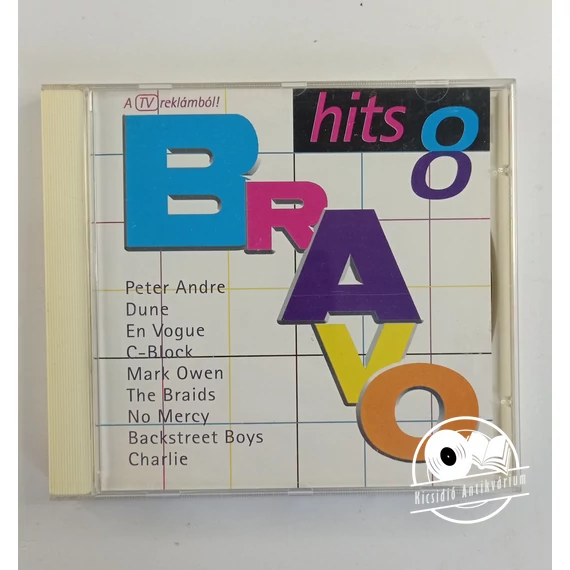 A TV reklámból!
hits 8
BRAVO
Peter Andre
Dune
En Vogue
C-Block
Mark Owen
The Braids
No Mercy
Backstreet Boys
Charlie
Kicsidió Antikvárium